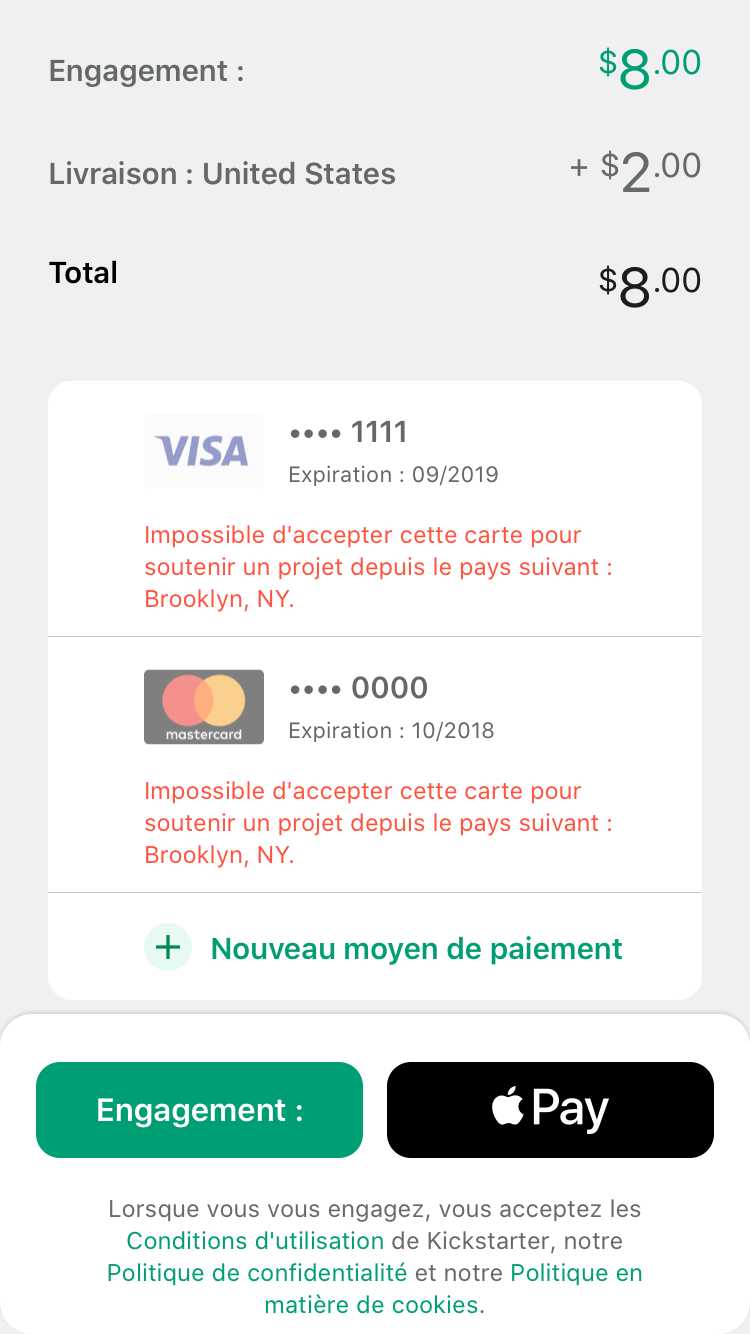 Engagement : $8.00
Livraison : United States + $2.00
Total $8.00
VISA •••• 1111
Expiration : 09/2019
Impossible d'accepter cette carte pour
soutenir un projet depuis le pays suivant :
Brooklyn, NY.
•••• 0000
mastercard Expiration : 10/2018
Impossible d'accepter cette carte pour
soutenir un projet depuis le pays suivant :
Brooklyn, NY.
+ Nouveau moyen de paiement
Engagement : Pay
Lorsque vous vous engagez, vous acceptez les
Conditions d'utilisation de Kickstarter, notre
Politique de confidentialité et notre Politique en
matière de cookies.